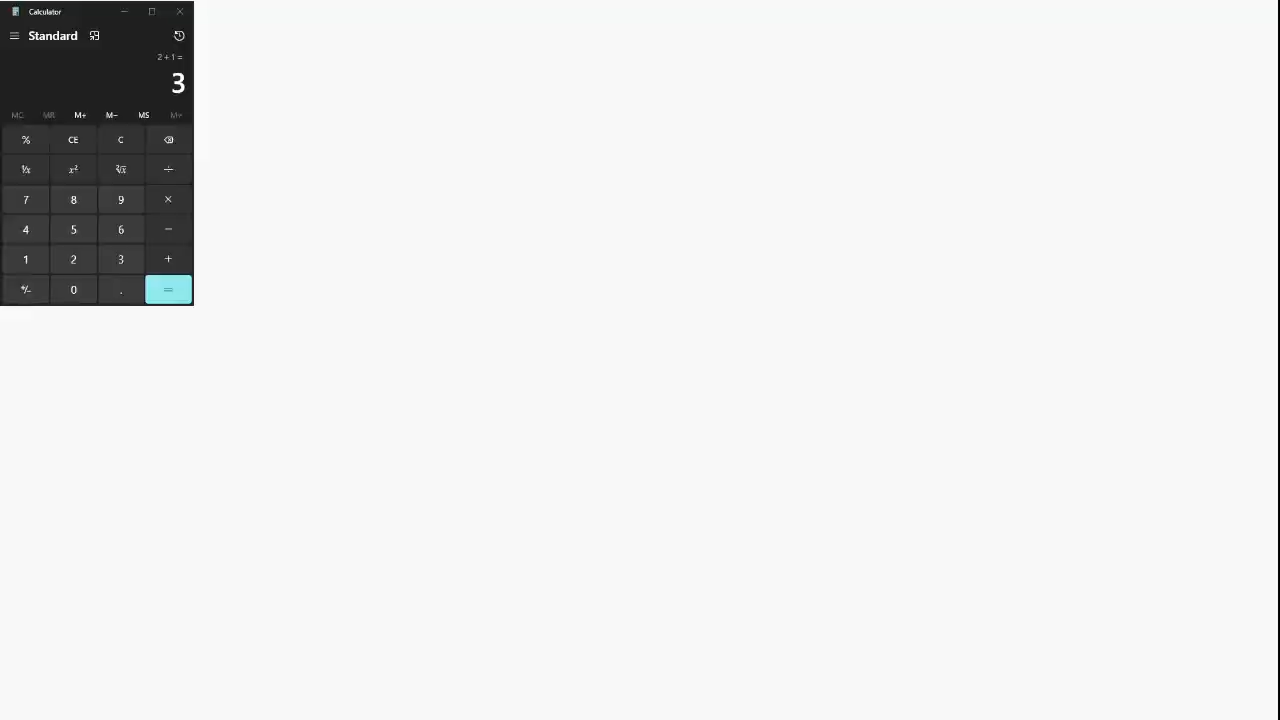 Calculator
Standard
2 + 1 =
3
MC MR M+ M− MS M˅
% CE C
⅟x x² ²√x ÷
7 8 9 ×
4 5 6 −
1 2 3 +
+/− 0 . =